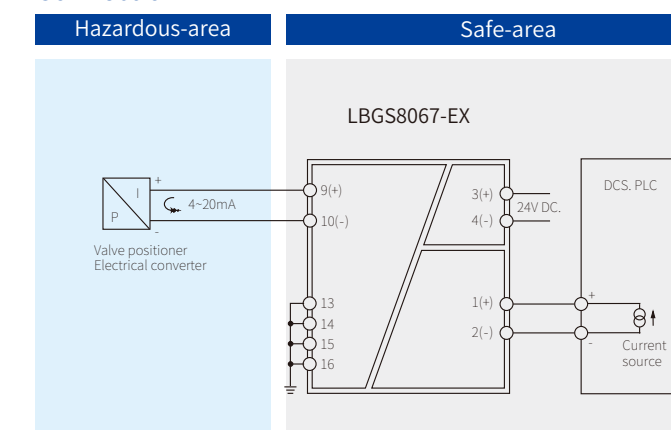 Hazardous-area
Safe-area
LBGS8067-EX
I
P
+
-
4~20mA
Valve positioner
Electrical converter
9(+)
10(-)
13
14
15
16
3(+)
4(-)
24V DC.
1(+)
2(-)
DCS. PLC
+
-
Current
source